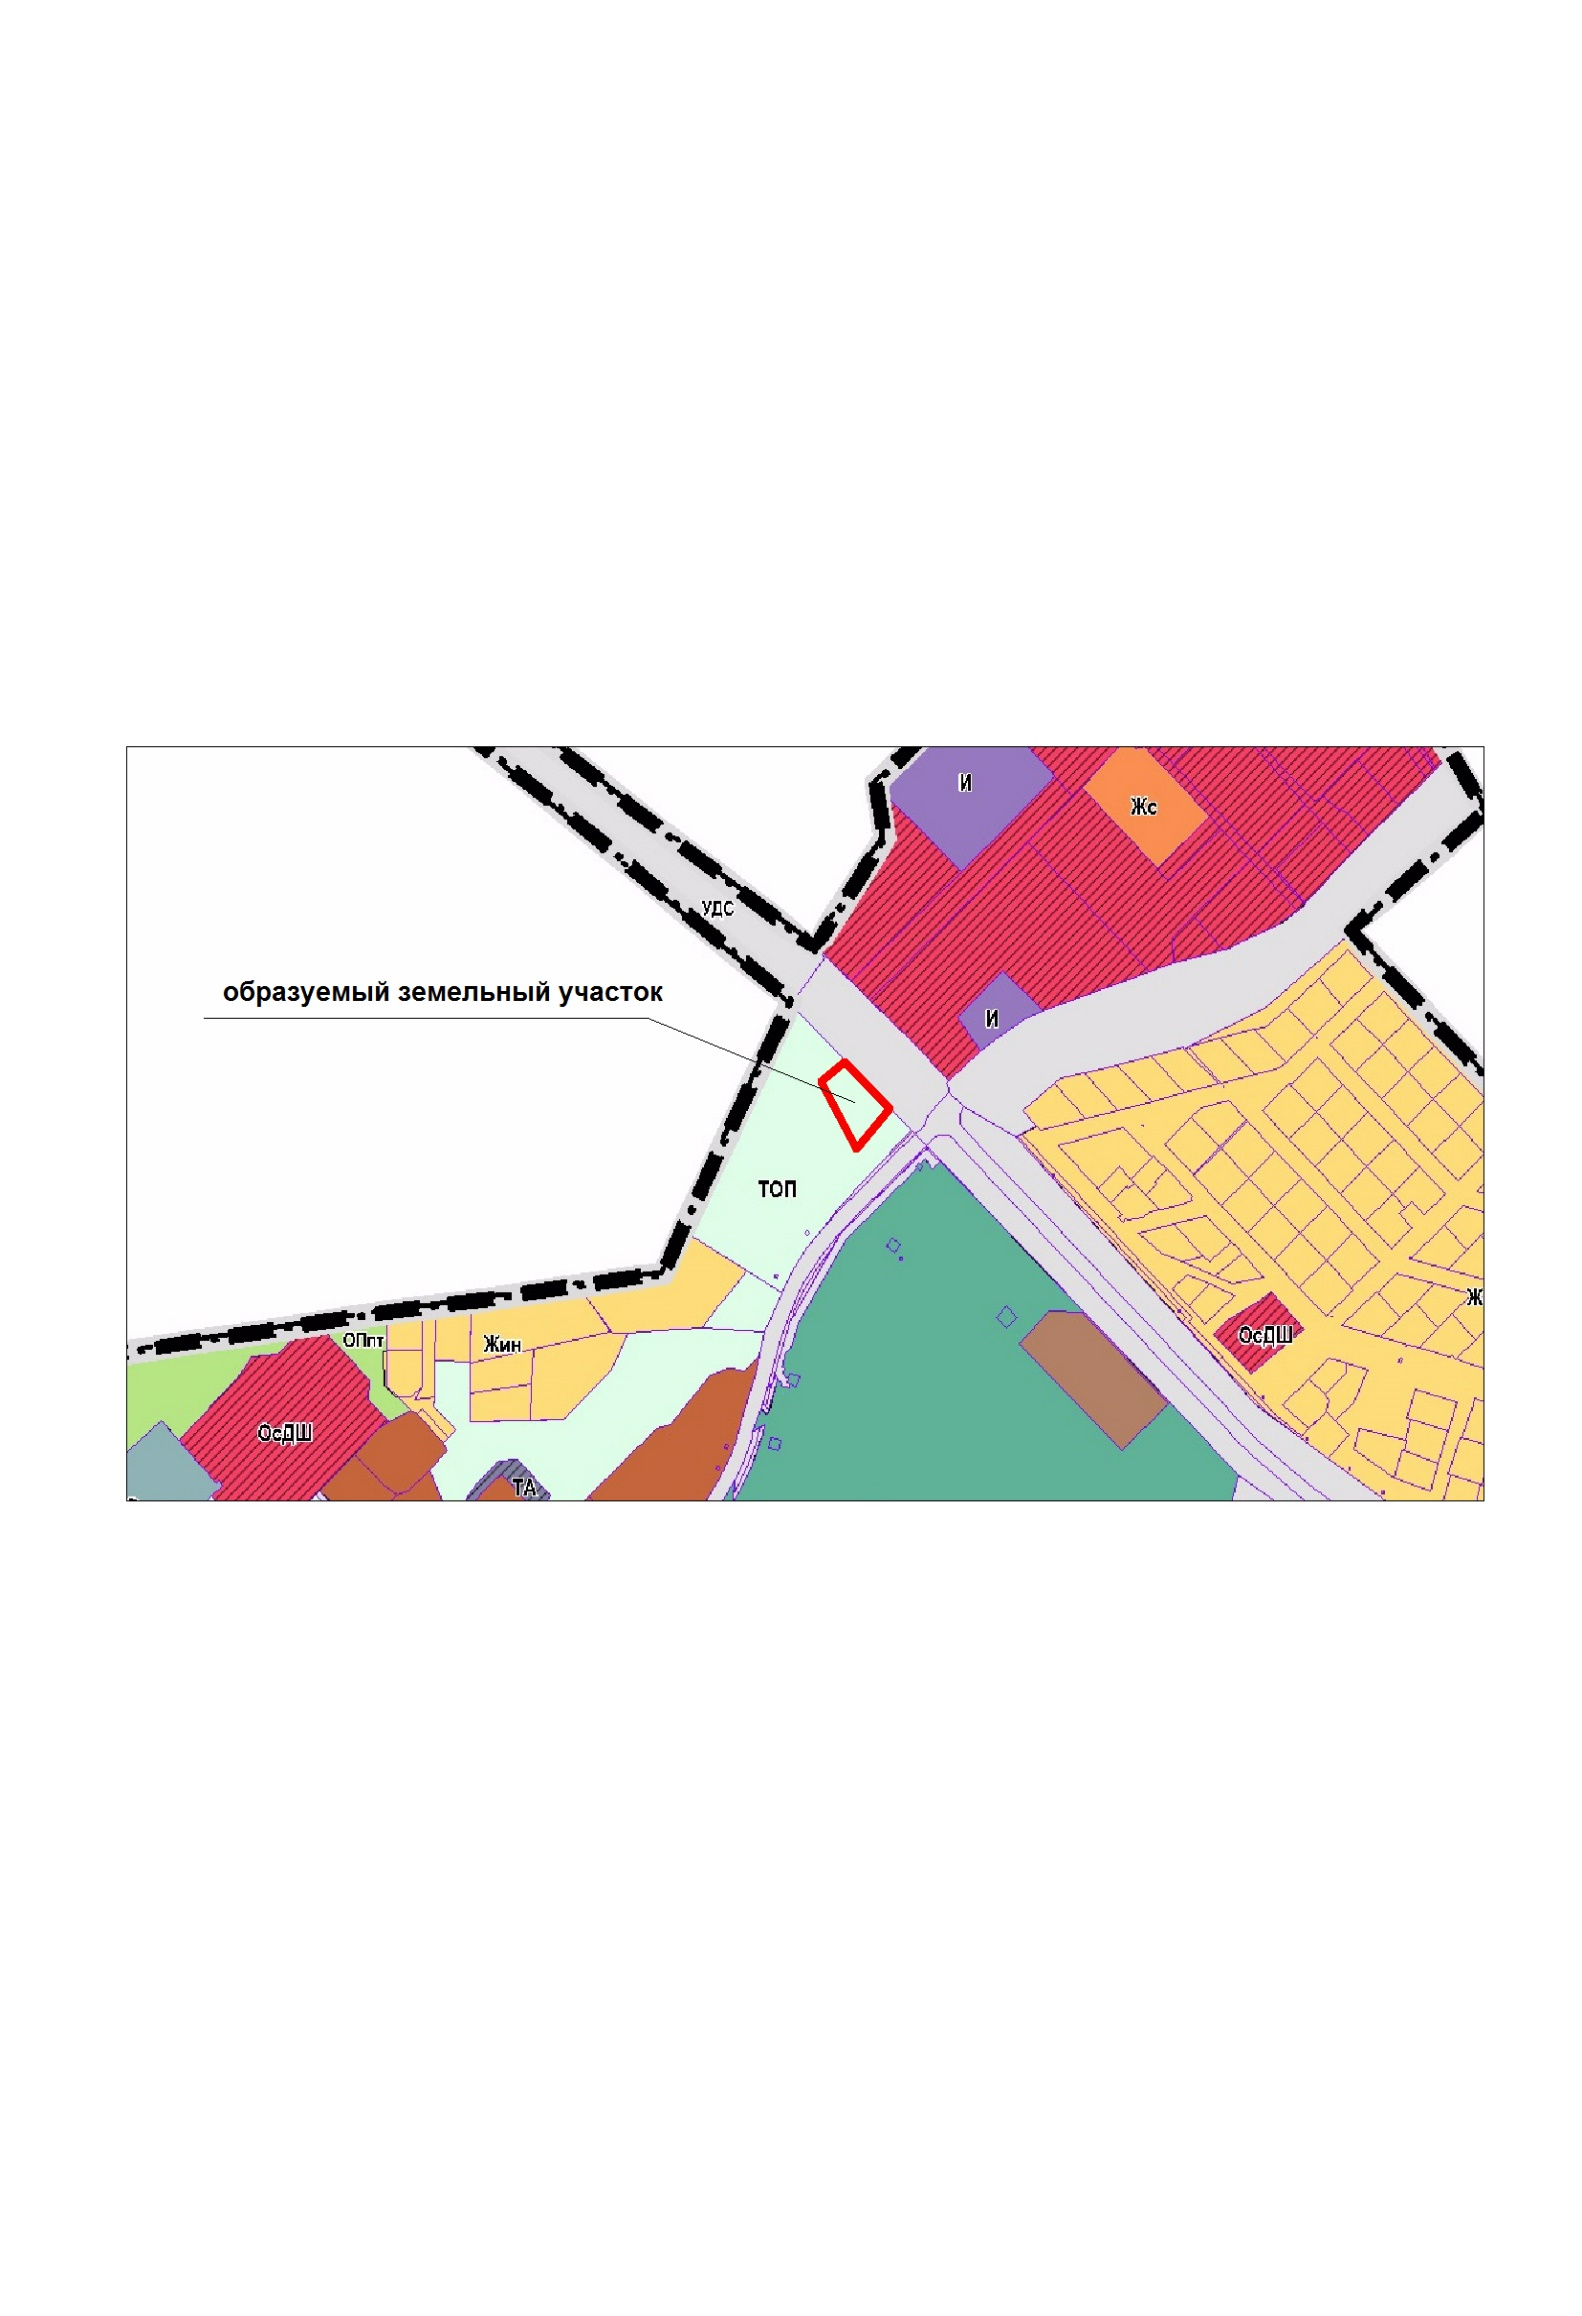 И
Жс
УДС
образуемый земельный участок
И
ТОП
Ж
ОсДШ
ОПпт
Жин
ОсДШ
ТА